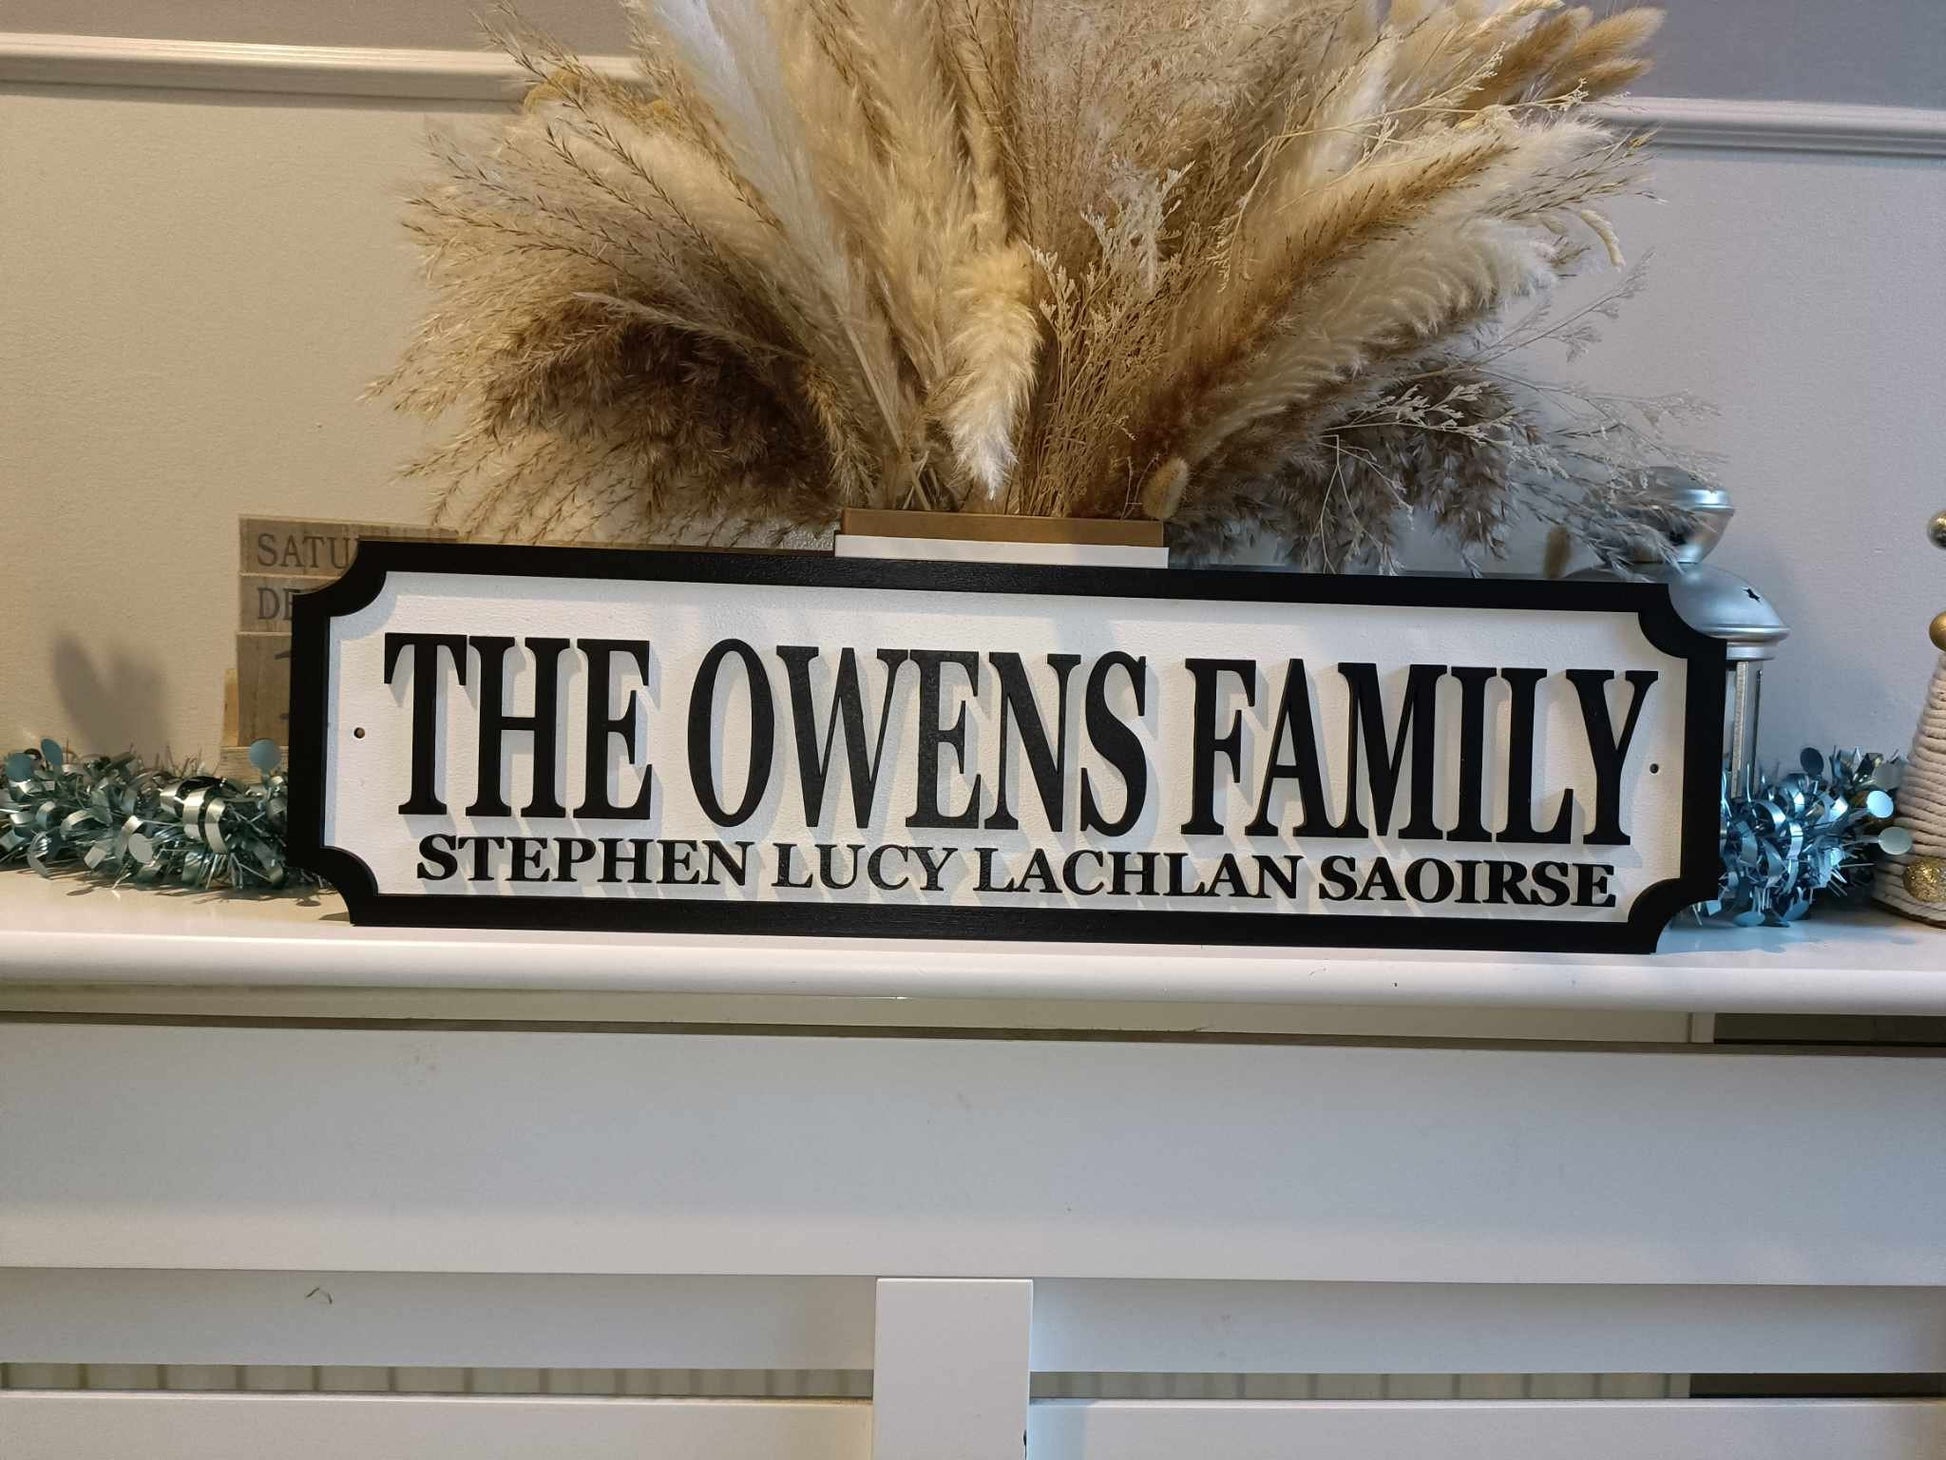 THE OWENS FAMILY
STEPHEN LUCY LACHLAN SAOIRSE